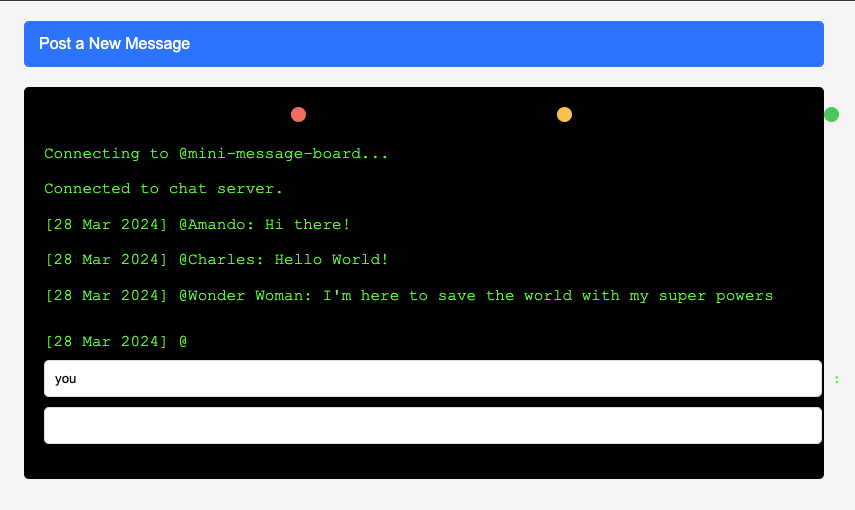 Post a New Message
Connecting to @mini-message-board...
Connected to chat server.
[28 Mar 2024] @Amando: Hi there!
[28 Mar 2024] @Charles: Hello World!
[28 Mar 2024] @Wonder Woman: I'm here to save the world with my super powers
[28 Mar 2024] @
you :